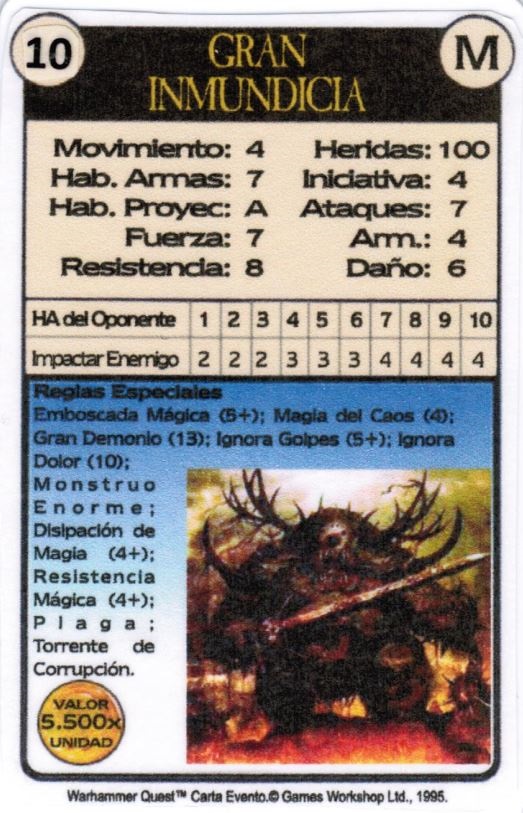 10
GRAN
INMUNDICIA
M
Movimiento: 4 Heridas: 100
Hab. Armas: 7 Iniciativa: 4
Hab. Proyec: A Ataques: 7
Fuerza: 7 Arm.: 4
Resistencia: 8 Daño: 6
HA del Oponente 1 2 3 4 5 6 7 8 9 10
Impactar Enemigo 2 2 2 3 3 3 4 4 4 4
Reglas Especiales
Emboscada Mágica (5+); Magia del Caos (4);
Gran Demonio (13); Ignora Golpes (5+); Ignora
Dolor (10);
Monstruo
Enorme;
Disipación de
Magia (4+);
Resistencia
Mágica (4+);
Plaga;
Torrente de
Corrupción.
VALOR
5.500x
UNIDAD
Warhammer Quest™ Carta Evento.© Games Workshop Ltd., 1995.